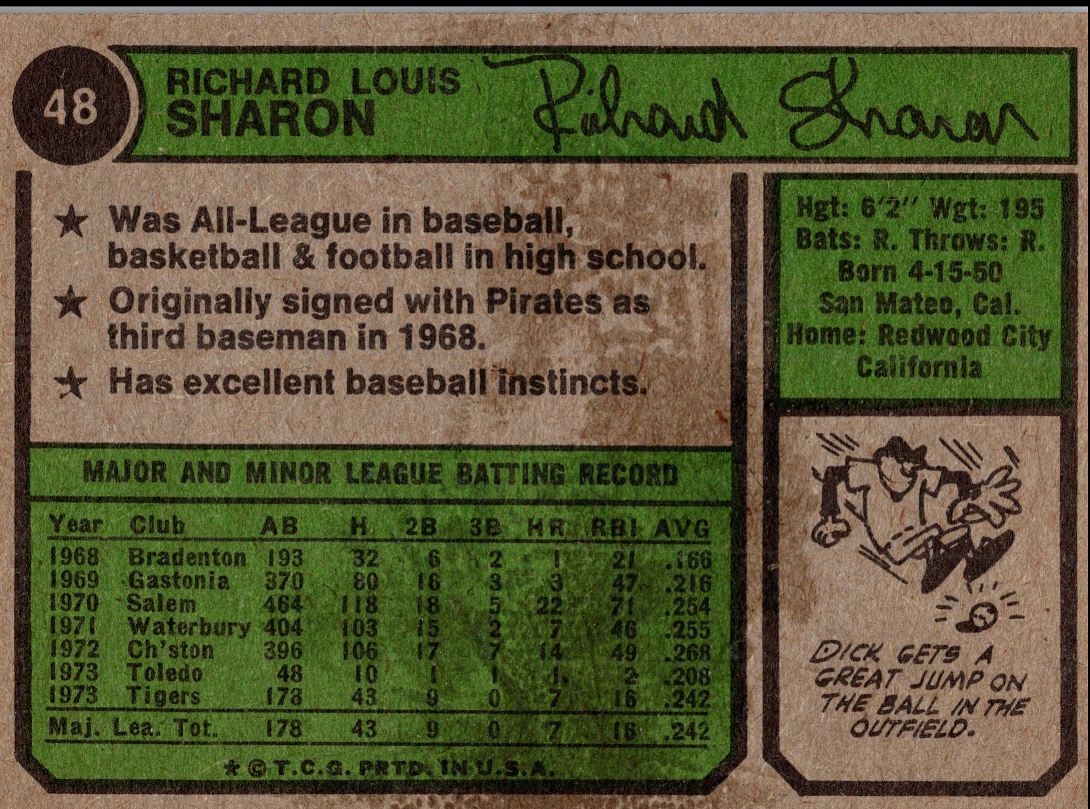 48
RICHARD LOUIS
SHARON
Richard Sharon
★ Was All-League in baseball,
basketball & football in high school.
★ Originally signed with Pirates as
third baseman in 1968.
★ Has excellent baseball instincts.
Hgt: 6'2" Wgt: 195
Bats: R. Throws: R.
Born 4-15-50
San Mateo, Cal.
Home: Redwood City
California
MAJOR AND MINOR LEAGUE BATTING RECORD
Year Club AB H 2B 3B HR RBI AVG
1968 Bradenton 193 32 6 2 1 21 .166
1969 Gastonia 370 80 16 3 3 47 .216
1970 Salem 464 118 18 5 22 71 .254
1971 Waterbury 404 103 15 2 7 46 .255
1972 Ch'ston 396 106 17 7 14 49 .268
1973 Toledo 48 10 1 1 1 2 .208
1973 Tigers 178 43 9 0 7 16 .242
Maj. Lea. Tot. 178 43 9 0 7 16 .242
★ © T.C.G. PRTD. IN U.S.A.
DICK GETS A
GREAT JUMP ON
THE BALL IN THE
OUTFIELD.